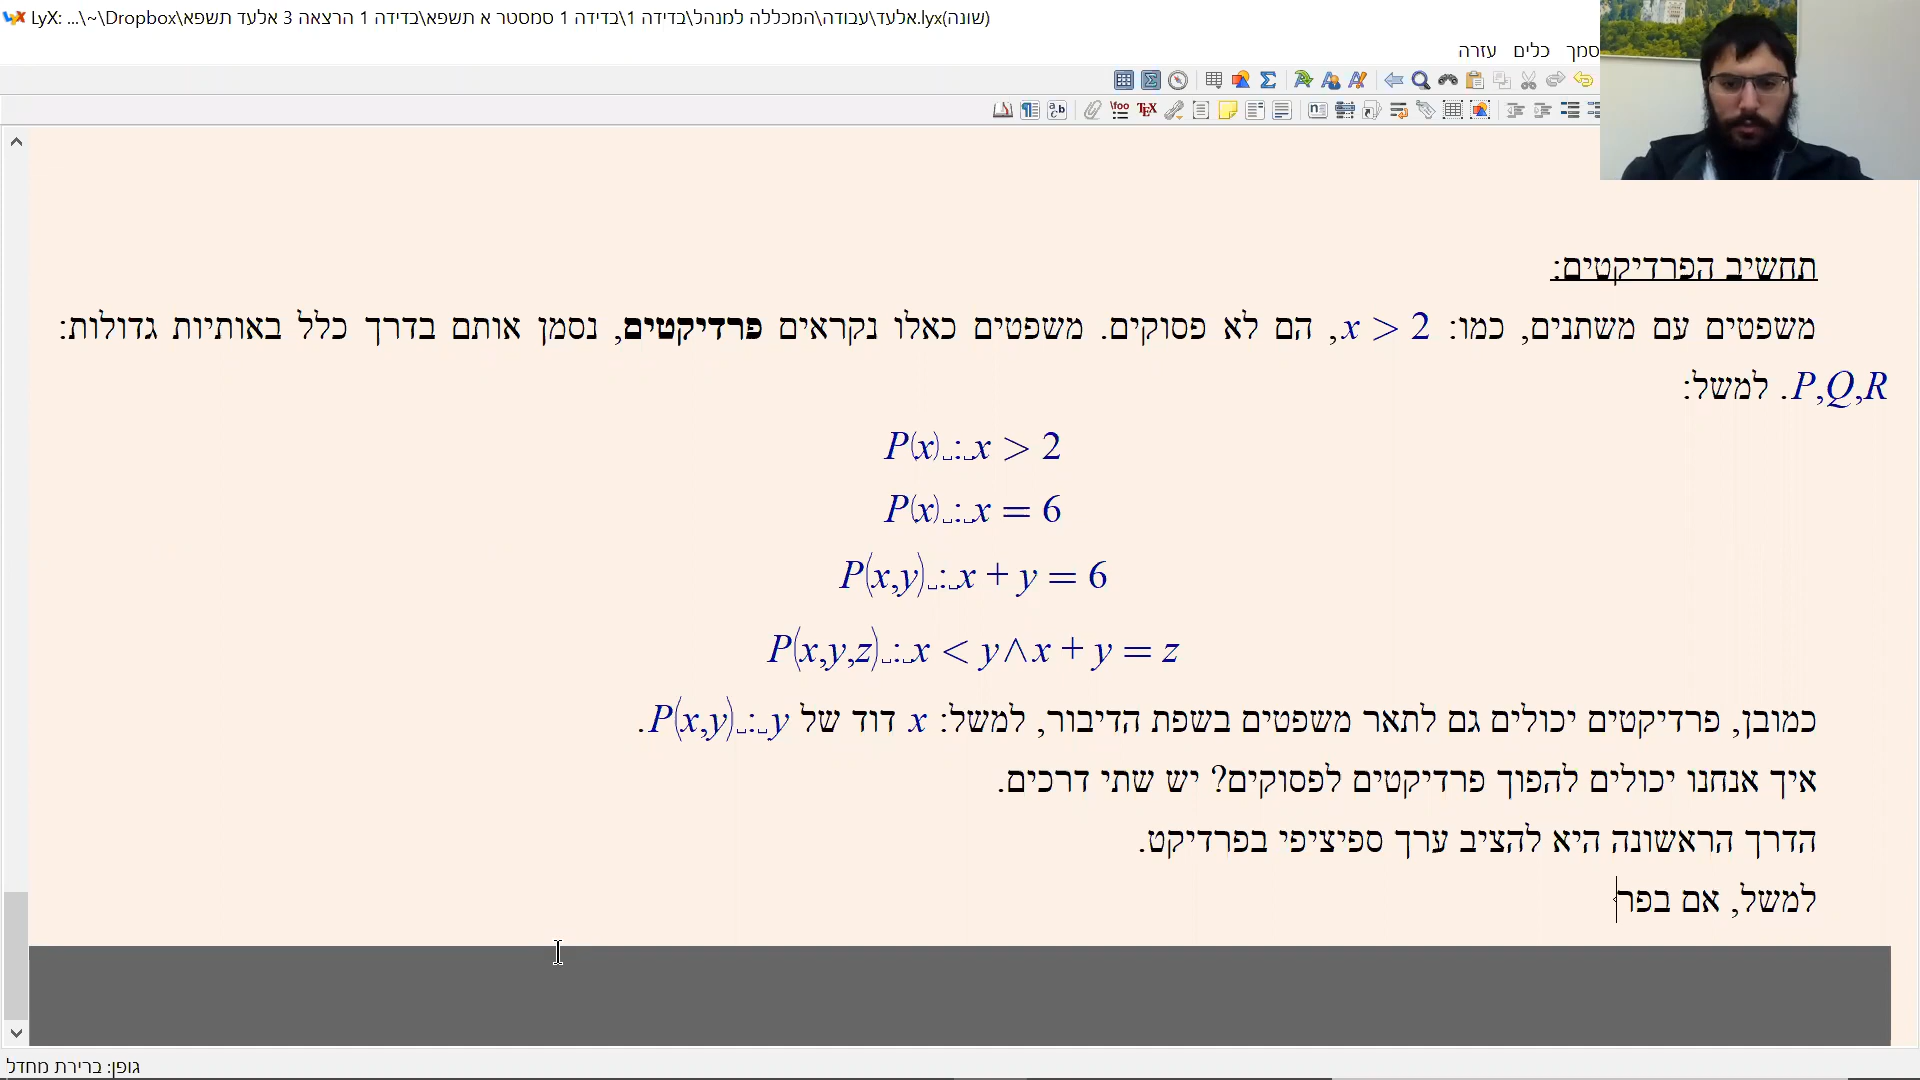 LyX: ...\~\Dropbox\אלעד\עבודה\המכללה למנהל\בדידה 1\בדידה 1 סמסטר א תשפא\בדידה 1 הרצאה 3 אלעד תשפא.lyx(שונה)
סמך כלים עזרה
תחשיב הפרדיקטים:
משפטים עם משתנים, כמו: x > 2, הם לא פסוקים. משפטים כאלו נקראים פרדיקטים, נסמן אותם בדרך כלל באותיות גדולות:
P,Q,R. למשל:
P(x) : x > 2
P(x) : x = 6
P(x,y) : x + y = 6
P(x,y,z) : x < y∧x + y = z
כמובן, פרדיקטים יכולים גם לתאר משפטים בשפת הדיבור, למשל: x דוד של P(x,y) : y.
איך אנחנו יכולים להפוך פרדיקטים לפסוקים? יש שתי דרכים.
הדרך הראשונה היא להציב ערך ספיציפי בפרדיקט.
למשל, אם בפר
גופן: ברירת מחדל